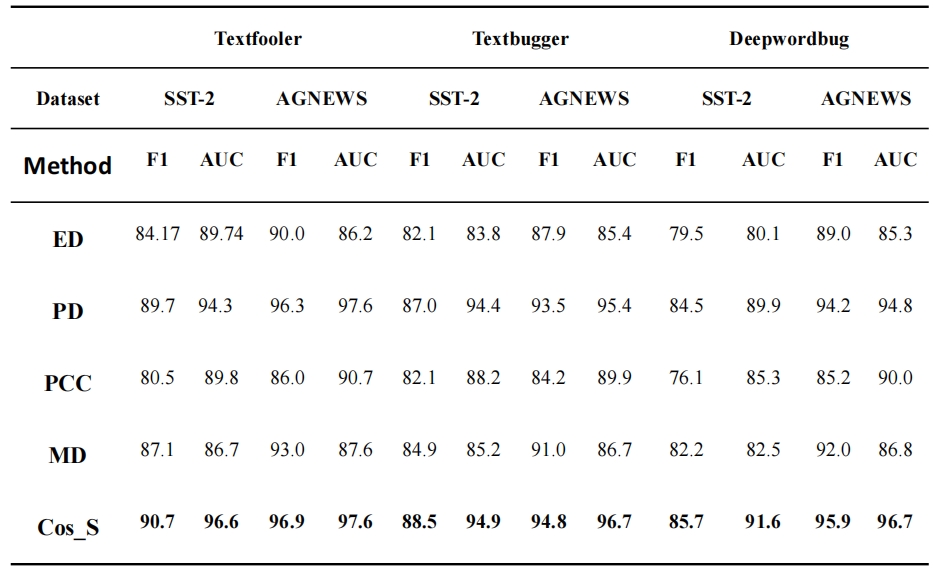 Textfooler Textbugger Deepwordbug
Dataset SST-2 AGNEWS SST-2 AGNEWS SST-2 AGNEWS
Method F1 AUC F1 AUC F1 AUC F1 AUC F1 AUC F1 AUC
ED 84.17 89.74 90.0 86.2 82.1 83.8 87.9 85.4 79.5 80.1 89.0 85.3
PD 89.7 94.3 96.3 97.6 87.0 94.4 93.5 95.4 84.5 89.9 94.2 94.8
PCC 80.5 89.8 86.0 90.7 82.1 88.2 84.2 89.9 76.1 85.3 85.2 90.0
MD 87.1 86.7 93.0 87.6 84.9 85.2 91.0 86.7 82.2 82.5 92.0 86.8
Cos_S 90.7 96.6 96.9 97.6 88.5 94.9 94.8 96.7 85.7 91.6 95.9 96.7